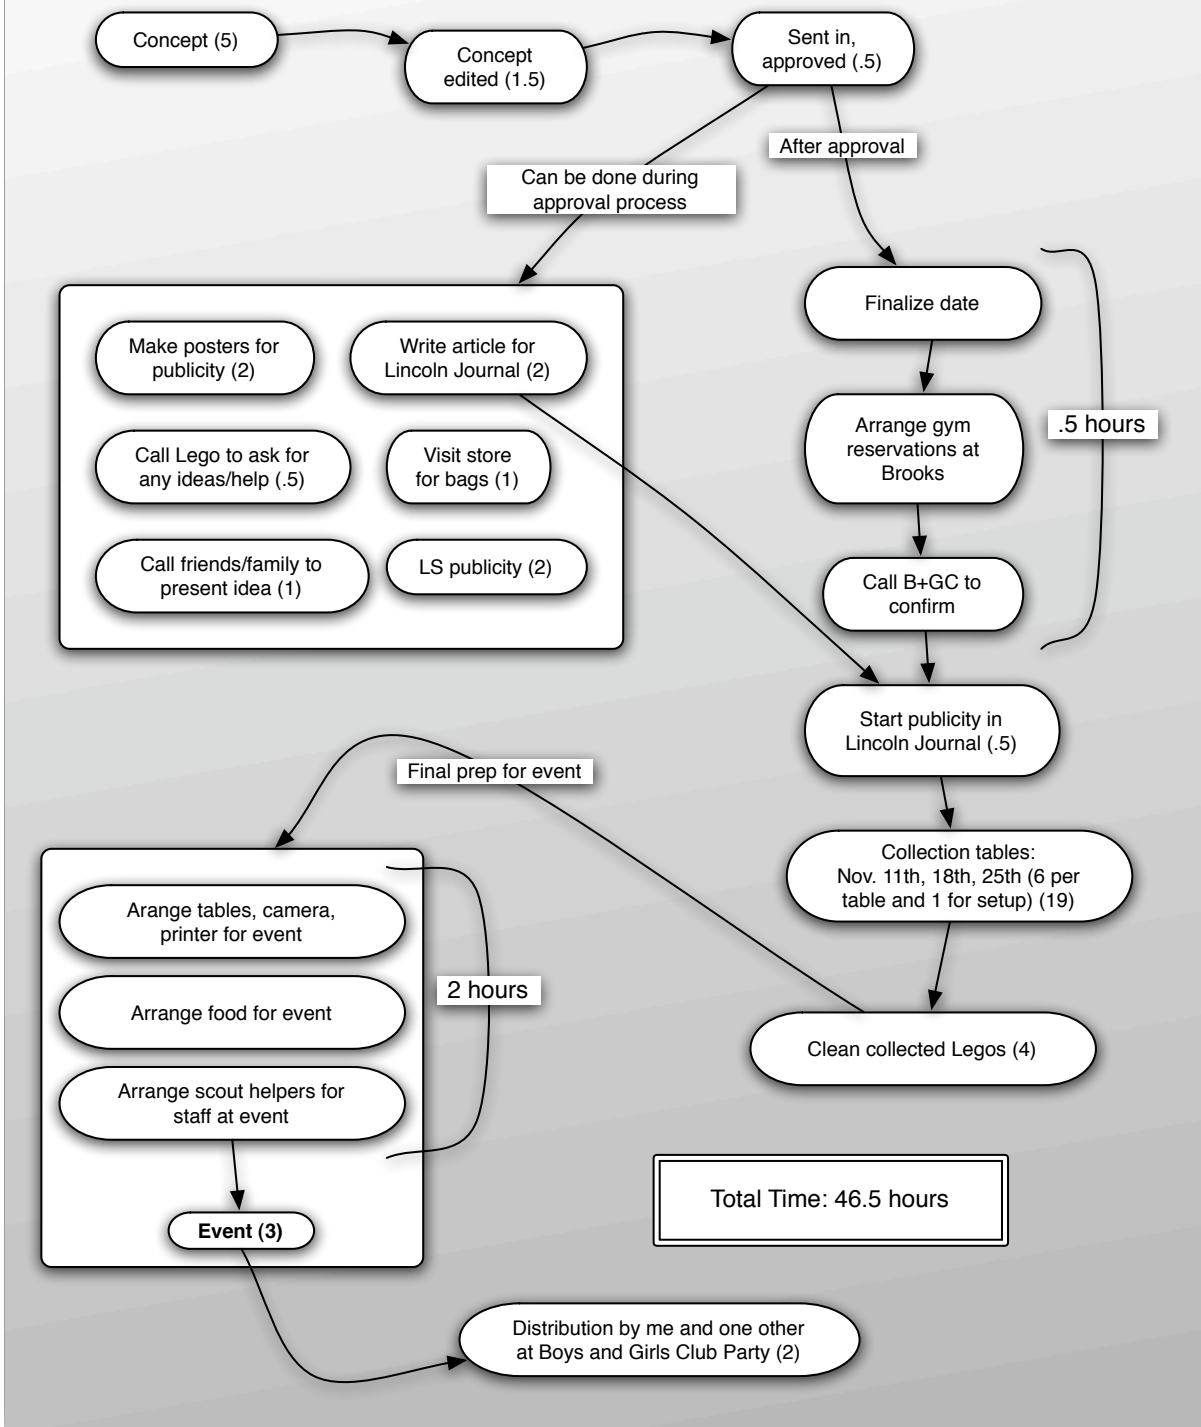 Concept (5)
Concept
edited (1.5)
Sent in,
approved (.5)
After approval
Can be done during
approval process
Make posters for
publicity (2)
Write article for
Lincoln Journal (2)
Call Lego to ask for
any ideas/help (.5)
Visit store
for bags (1)
Call friends/family to
present idea (1)
LS publicity (2)
Finalize date
Arrange gym
reservations at
Brooks
Call B+GC to
confirm
.5 hours
Start publicity in
Lincoln Journal (.5)
Collection tables:
Nov. 11th, 18th, 25th (6 per
table and 1 for setup) (19)
Clean collected Legos (4)
Final prep for event
Arange tables, camera,
printer for event
Arrange food for event
Arrange scout helpers for
staff at event
2 hours
Event (3)
Total Time: 46.5 hours
Distribution by me and one other
at Boys and Girls Club Party (2)